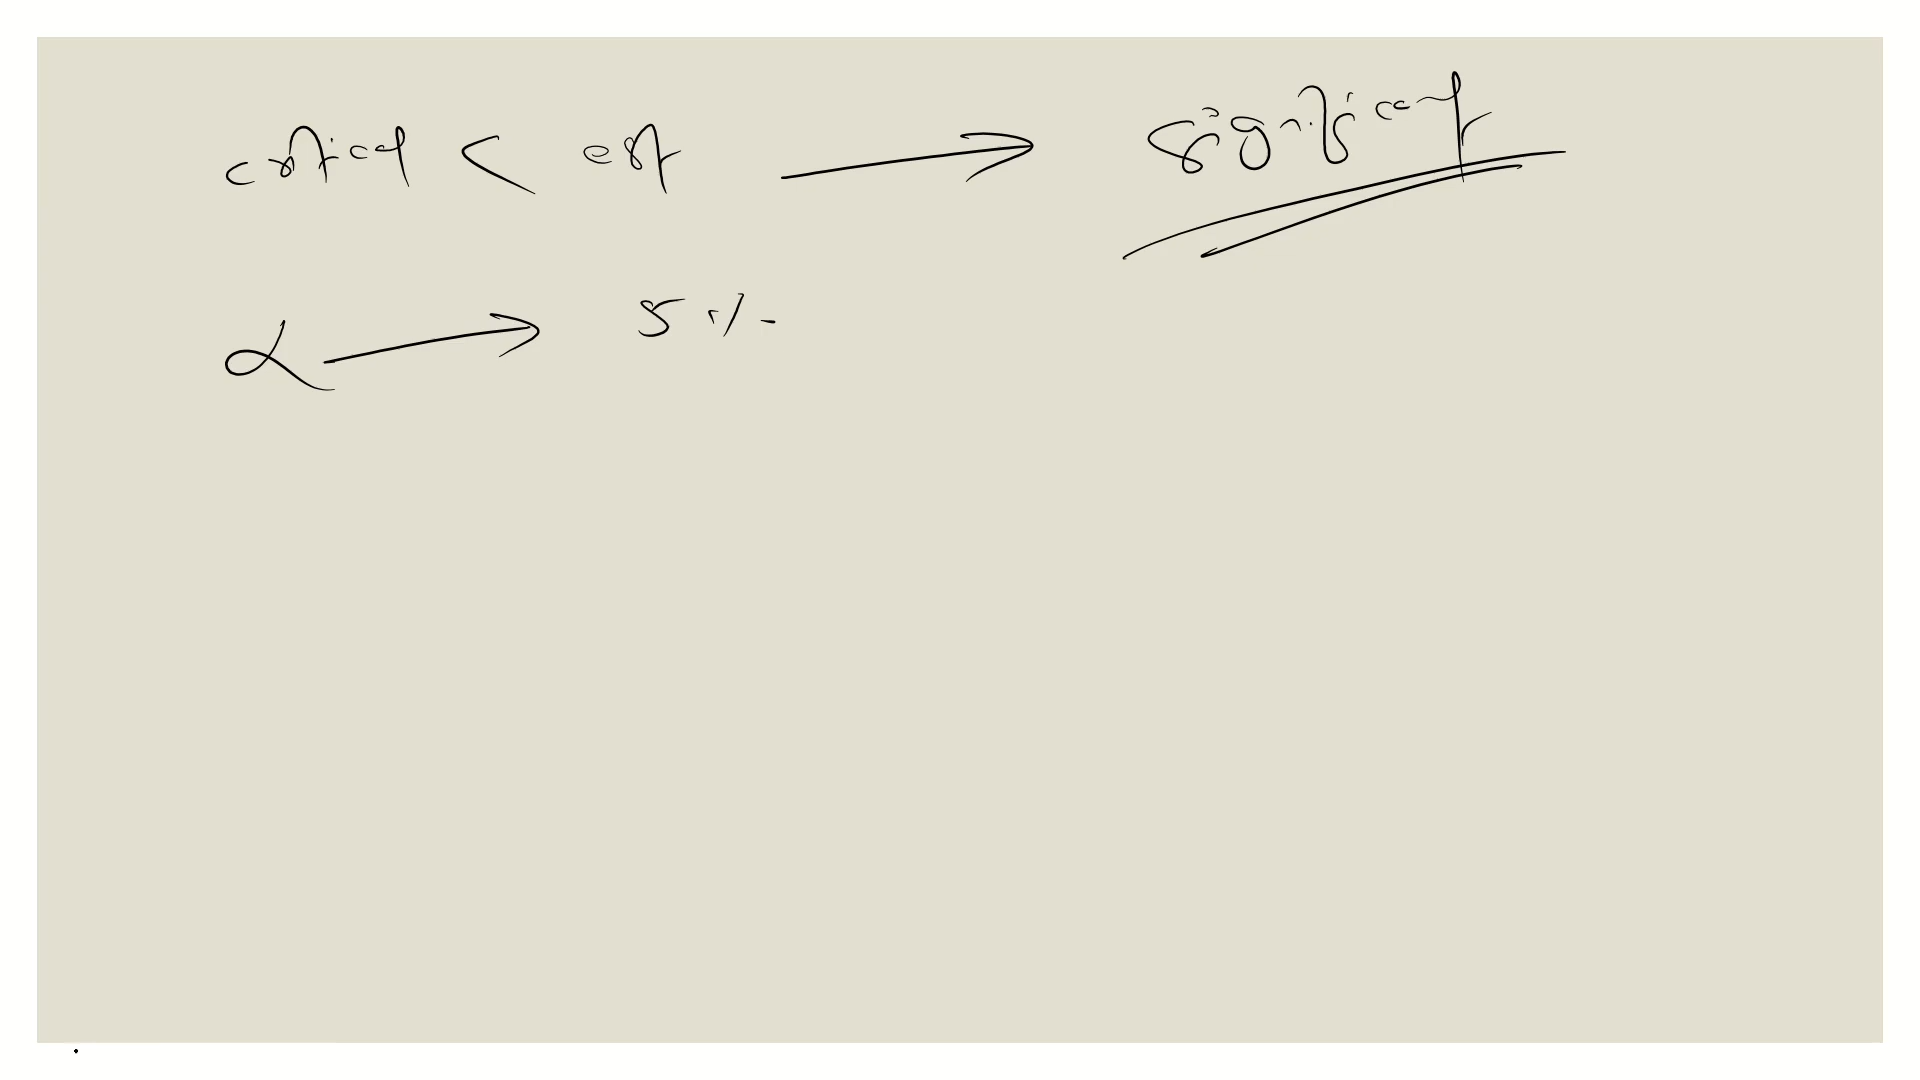 critical < est → significant
α → 5 %